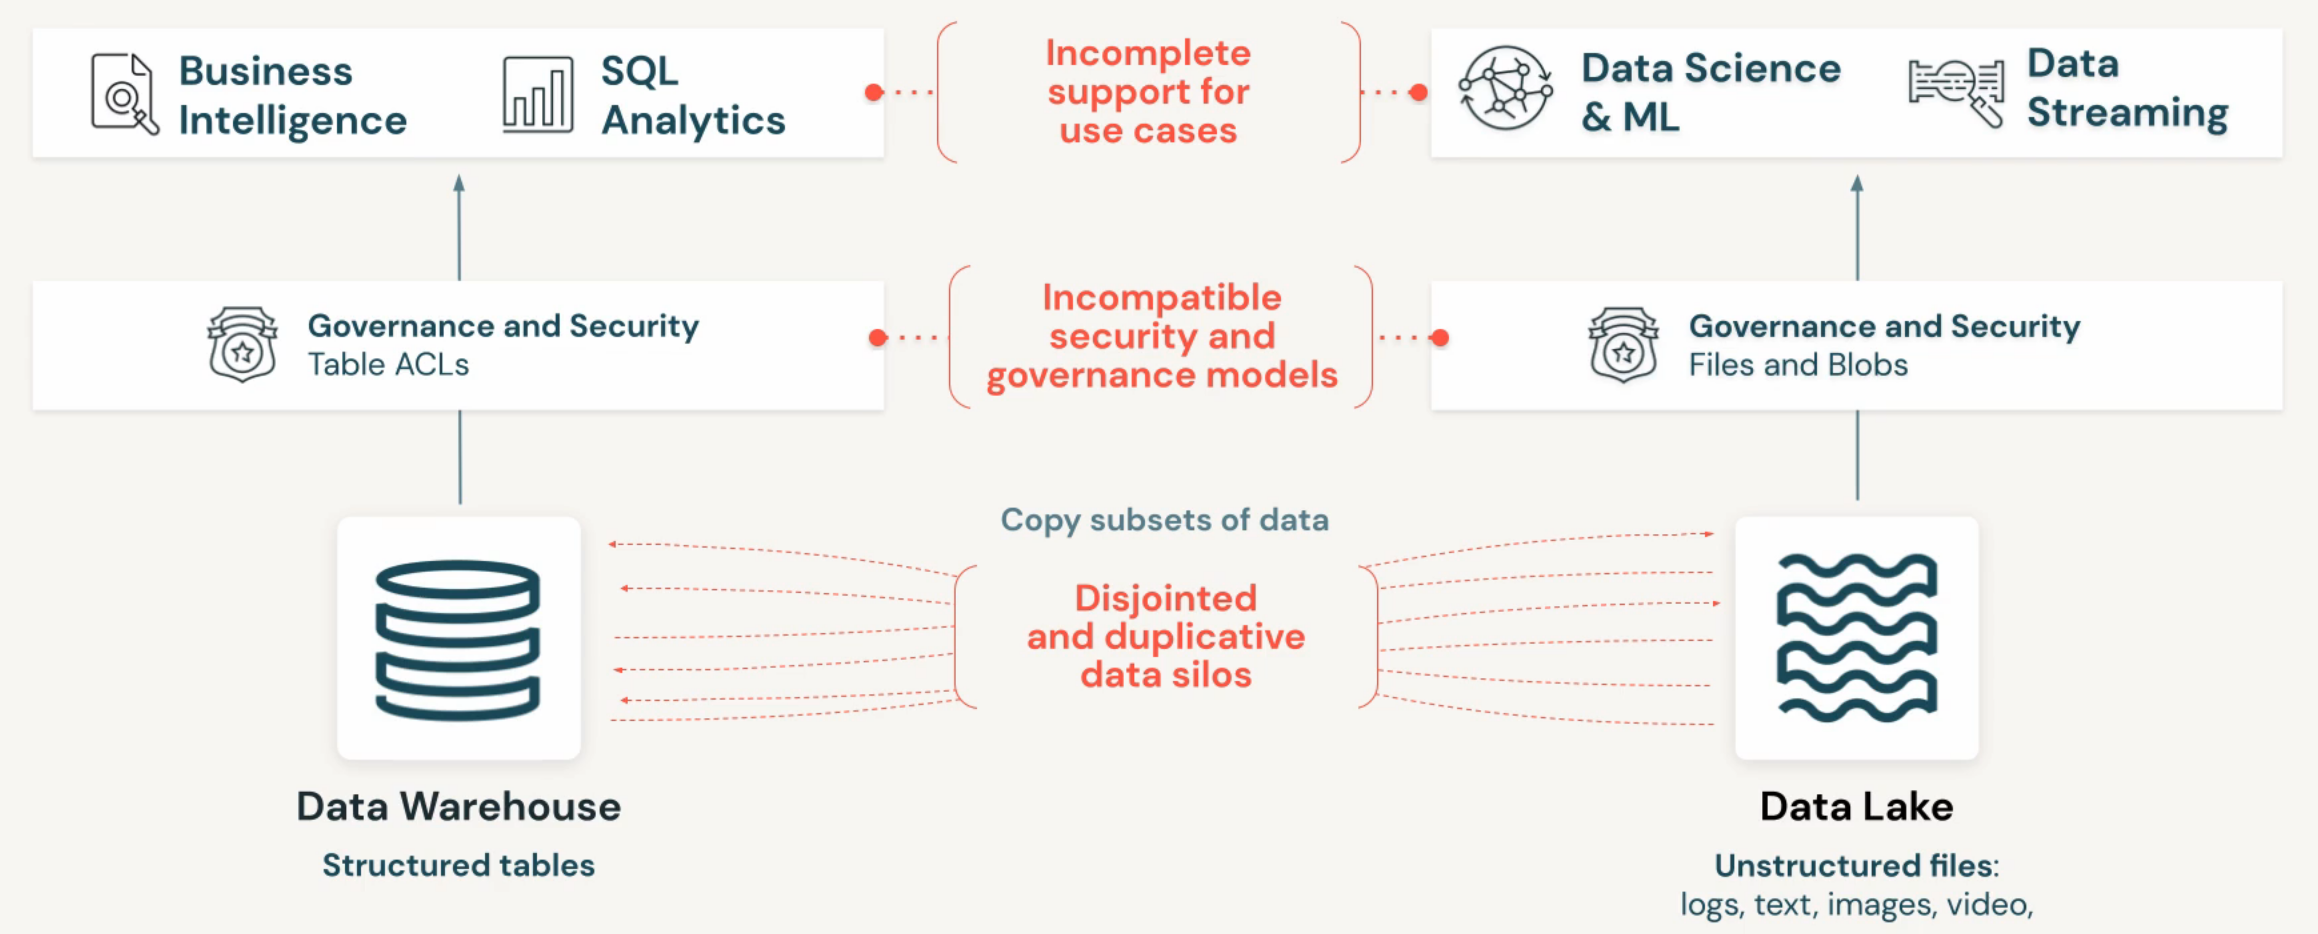 Business
Intelligence
SQL
Analytics
Incomplete
support for
use cases
Data Science
& ML
Data
Streaming
Governance and Security
Table ACLs
Incompatible
security and
governance models
Governance and Security
Files and Blobs
Copy subsets of data
Disjointed
and duplicative
data silos
Data Warehouse
Structured tables
Data Lake
Unstructured files:
logs, text, images, video,